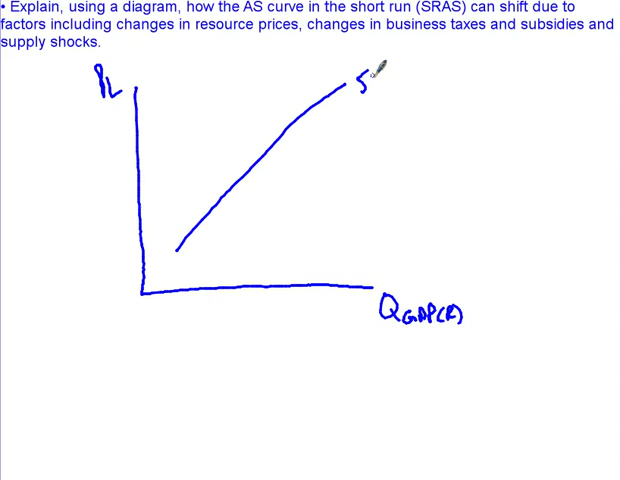 • Explain, using a diagram, how the AS curve in the short run (SRAS) can shift due to
factors including changes in resource prices, changes in business taxes and subsidies and
supply shocks.
PL
S
QGDP(R)